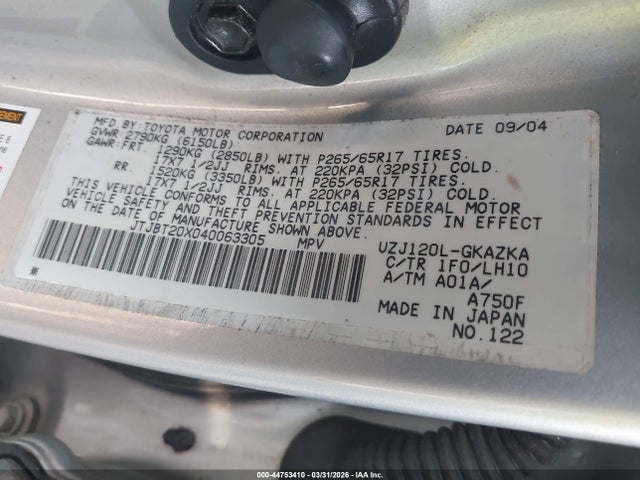 MFD.BY:TOYOTA MOTOR CORPORATION DATE 09/04
GVWR 2790KG (6150LB)
GAWR:FRT 1290KG (2850LB) WITH P265/65R17 TIRES.
17X7 1/2JJ RIMS. AT 220KPA (32PSI) COLD.
RR. 1520KG (3350LB) WITH P265/65R17 TIRES.
17X7 1/2JJ RIMS. AT 220KPA (32PSI) COLD.
THIS VEHICLE CONFORMS TO ALL APPLICABLE FEDERAL MOTOR
VEHICLE SAFETY AND THEFT PREVENTION STANDARDS IN EFFECT
ON THE DATE OF MANUFACTURE SHOWN ABOVE.
JTJBT20X040063305 MPV
UZJ120L-GKAZKA
C/TR 1F0/LH10
A/TM A01A/
A750F
MADE IN JAPAN
NO.122
000-44753410 - 03/31/2026 - IAA Inc.